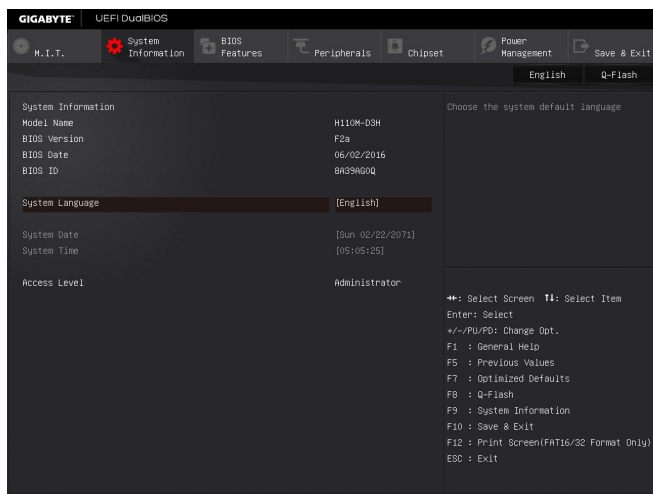 GIGABYTE™ UEFI DualBIOS
M.I.T.
System Information
BIOS Features
Peripherals
Chipset
Power Management
Save & Exit
English Q-Flash
System Information
Model Name H110M-D3H
BIOS Version F2a
BIOS Date 06/02/2016
BIOS ID 8A39AG0Q
System Language [English]
System Date [Sun 02/22/2071]
System Time [05:05:25]
Access Level Administrator
Choose the system default language
→←: Select Screen ↑↓: Select Item
Enter: Select
+/-/PU/PD: Change Opt.
F1 : General Help
F5 : Previous Values
F7 : Optimized Defaults
F8 : Q-Flash
F9 : System Information
F10 : Save & Exit
F12 : Print Screen(FAT16/32 Format Only)
ESC : Exit